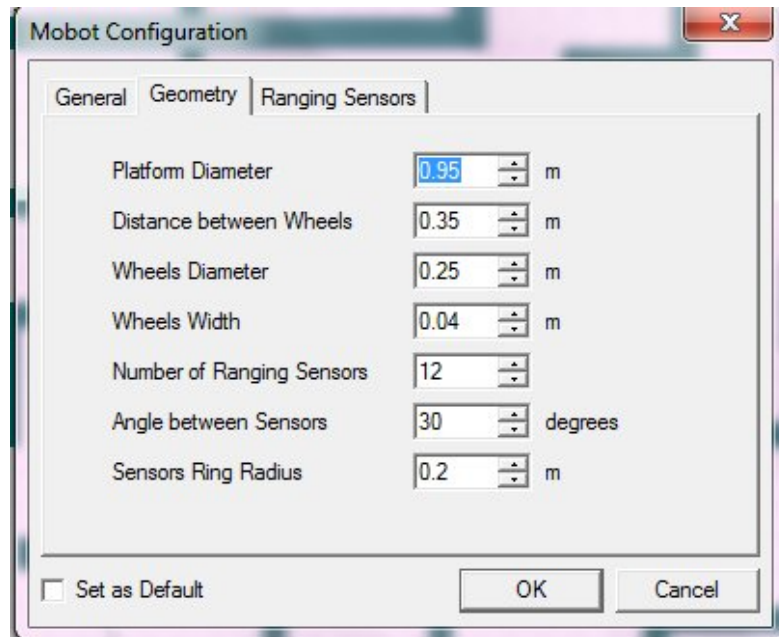 Mobot Configuration
General Geometry Ranging Sensors
Platform Diameter 0.95 m
Distance between Wheels 0.35 m
Wheels Diameter 0.25 m
Wheels Width 0.04 m
Number of Ranging Sensors 12
Angle between Sensors 30 degrees
Sensors Ring Radius 0.2 m
Set as Default OK Cancel